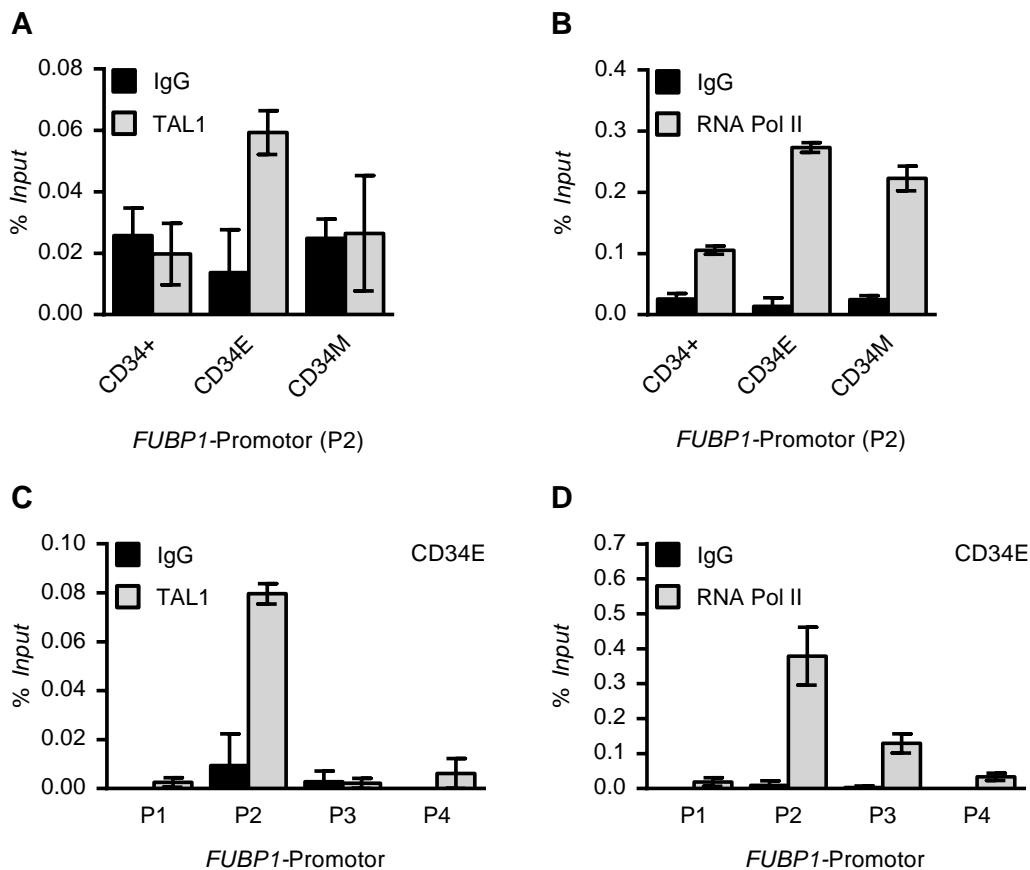 A
0.08
0.06
0.04
0.02
0.00
% Input
IgG
TAL1
CD34+
CD34E
CD34M
FUBP1-Promotor (P2)
B
0.4
0.3
0.2
0.1
0.0
% Input
IgG
RNA Pol II
CD34+
CD34E
CD34M
FUBP1-Promotor (P2)
C
0.10
0.08
0.06
0.04
0.02
0.00
% Input
IgG
TAL1
CD34E
P1 P2 P3 P4
FUBP1-Promotor
D
0.7
0.6
0.5
0.4
0.3
0.2
0.1
0.0
% Input
IgG
RNA Pol II
CD34E
P1 P2 P3 P4
FUBP1-Promotor